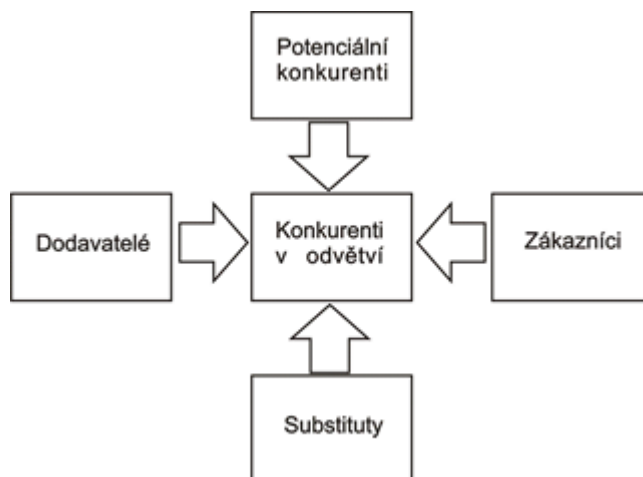 Potenciální
konkurenti
Dodavatelé
Konkurenti
v odvětví
Zákazníci
Substituty